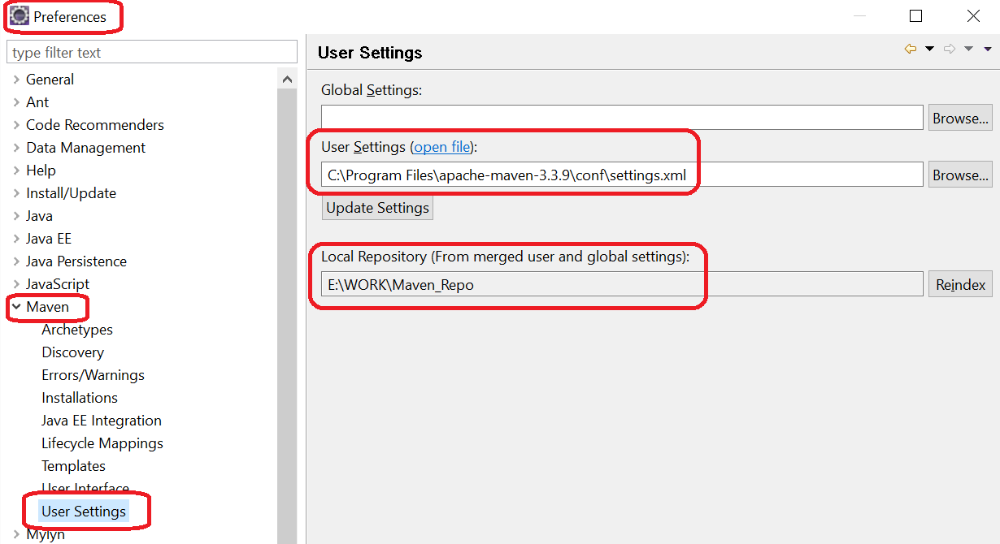 Preferences
type filter text
General
Ant
Code Recommenders
Data Management
Help
Install/Update
Java
Java EE
Java Persistence
JavaScript
Maven
Archetypes
Discovery
Errors/Warnings
Installations
Java EE Integration
Lifecycle Mappings
Templates
User Interface
User Settings
Mylyn
User Settings
Global Settings:
Browse...
User Settings (open file):
C:\Program Files\apache-maven-3.3.9\conf\settings.xml
Browse...
Update Settings
Local Repository (From merged user and global settings):
E:\WORK\Maven_Repo
Reindex